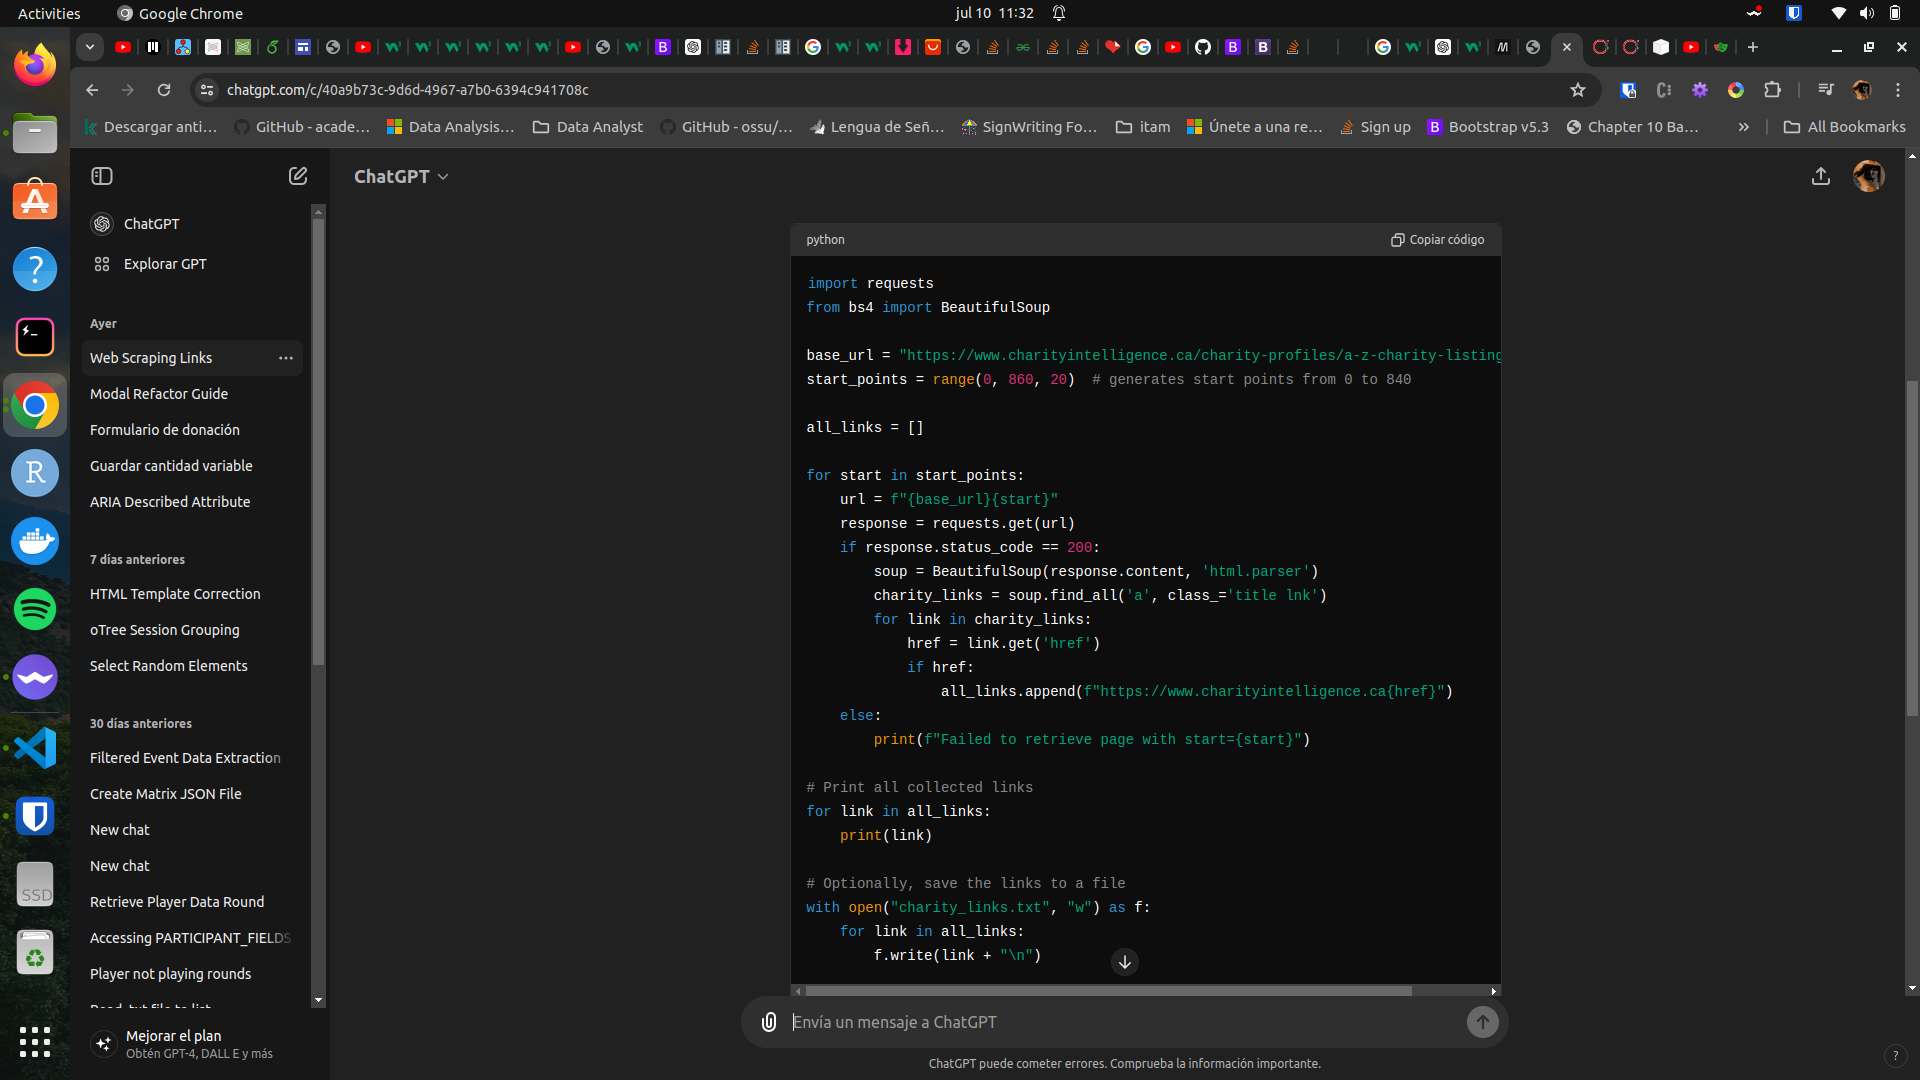 Activities
Google Chrome
jul 10 11:32
chatgpt.com/c/40a9b73c-9d6d-4967-a7b0-6394c941708c
Descargar anti...
GitHub - acade...
Data Analysis...
Data Analyst
GitHub - ossu/...
Lengua de Señ...
SignWriting Fo...
itam
Únete a una re...
Sign up
Bootstrap v5.3
Chapter 10 Ba...
»
All Bookmarks
ChatGPT
ChatGPT
Explorar GPT
Ayer
Web Scraping Links
Modal Refactor Guide
Formulario de donación
Guardar cantidad variable
ARIA Described Attribute
7 días anteriores
HTML Template Correction
oTree Session Grouping
Select Random Elements
30 días anteriores
Filtered Event Data Extraction
Create Matrix JSON File
New chat
New chat
Retrieve Player Data Round
Accessing PARTICIPANT_FIELDS
Player not playing rounds
Mejorar el plan
Obtén GPT-4, DALL E y más
SSD
python
Copiar código
import requests
from bs4 import BeautifulSoup
base_url = "https://www.charityintelligence.ca/charity-profiles/a-z-charity-listing
start_points = range(0, 860, 20)  # generates start points from 0 to 840
all_links = []
for start in start_points:
    url = f"{base_url}{start}"
    response = requests.get(url)
    if response.status_code == 200:
        soup = BeautifulSoup(response.content, 'html.parser')
        charity_links = soup.find_all('a', class_='title lnk')
        for link in charity_links:
            href = link.get('href')
            if href:
                all_links.append(f"https://www.charityintelligence.ca{href}")
    else:
        print(f"Failed to retrieve page with start={start}")
# Print all collected links
for link in all_links:
    print(link)
# Optionally, save the links to a file
with open("charity_links.txt", "w") as f:
    for link in all_links:
        f.write(link + "\n")
Envía un mensaje a ChatGPT
ChatGPT puede cometer errores. Comprueba la información importante.
?